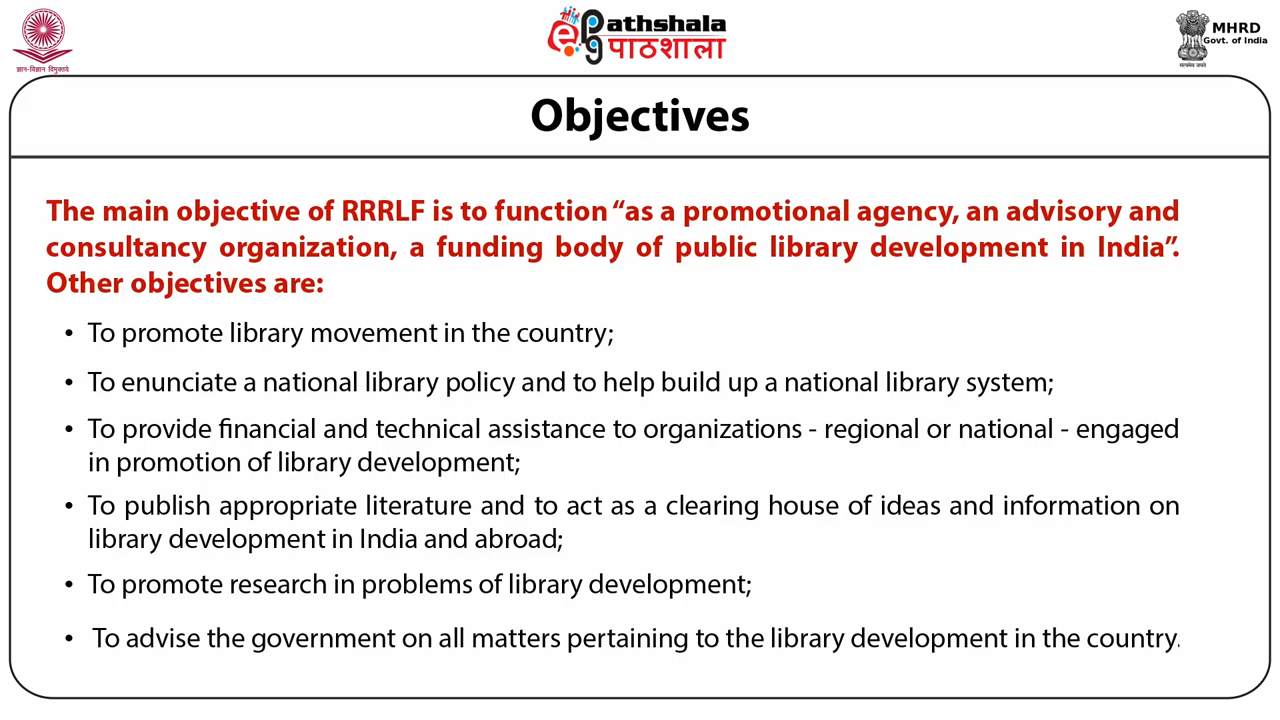 ज्ञान-विज्ञान विमुक्तये
ePG Pathshala
पाठशाला
सत्यमेव जयते
MHRD
Govt. of India
Objectives
The main objective of RRRLF is to function “as a promotional agency, an advisory and
consultancy organization, a funding body of public library development in India”.
Other objectives are:
• To promote library movement in the country;
• To enunciate a national library policy and to help build up a national library system;
• To provide financial and technical assistance to organizations - regional or national - engaged
in promotion of library development;
• To publish appropriate literature and to act as a clearing house of ideas and information on
library development in India and abroad;
• To promote research in problems of library development;
• To advise the government on all matters pertaining to the library development in the country.